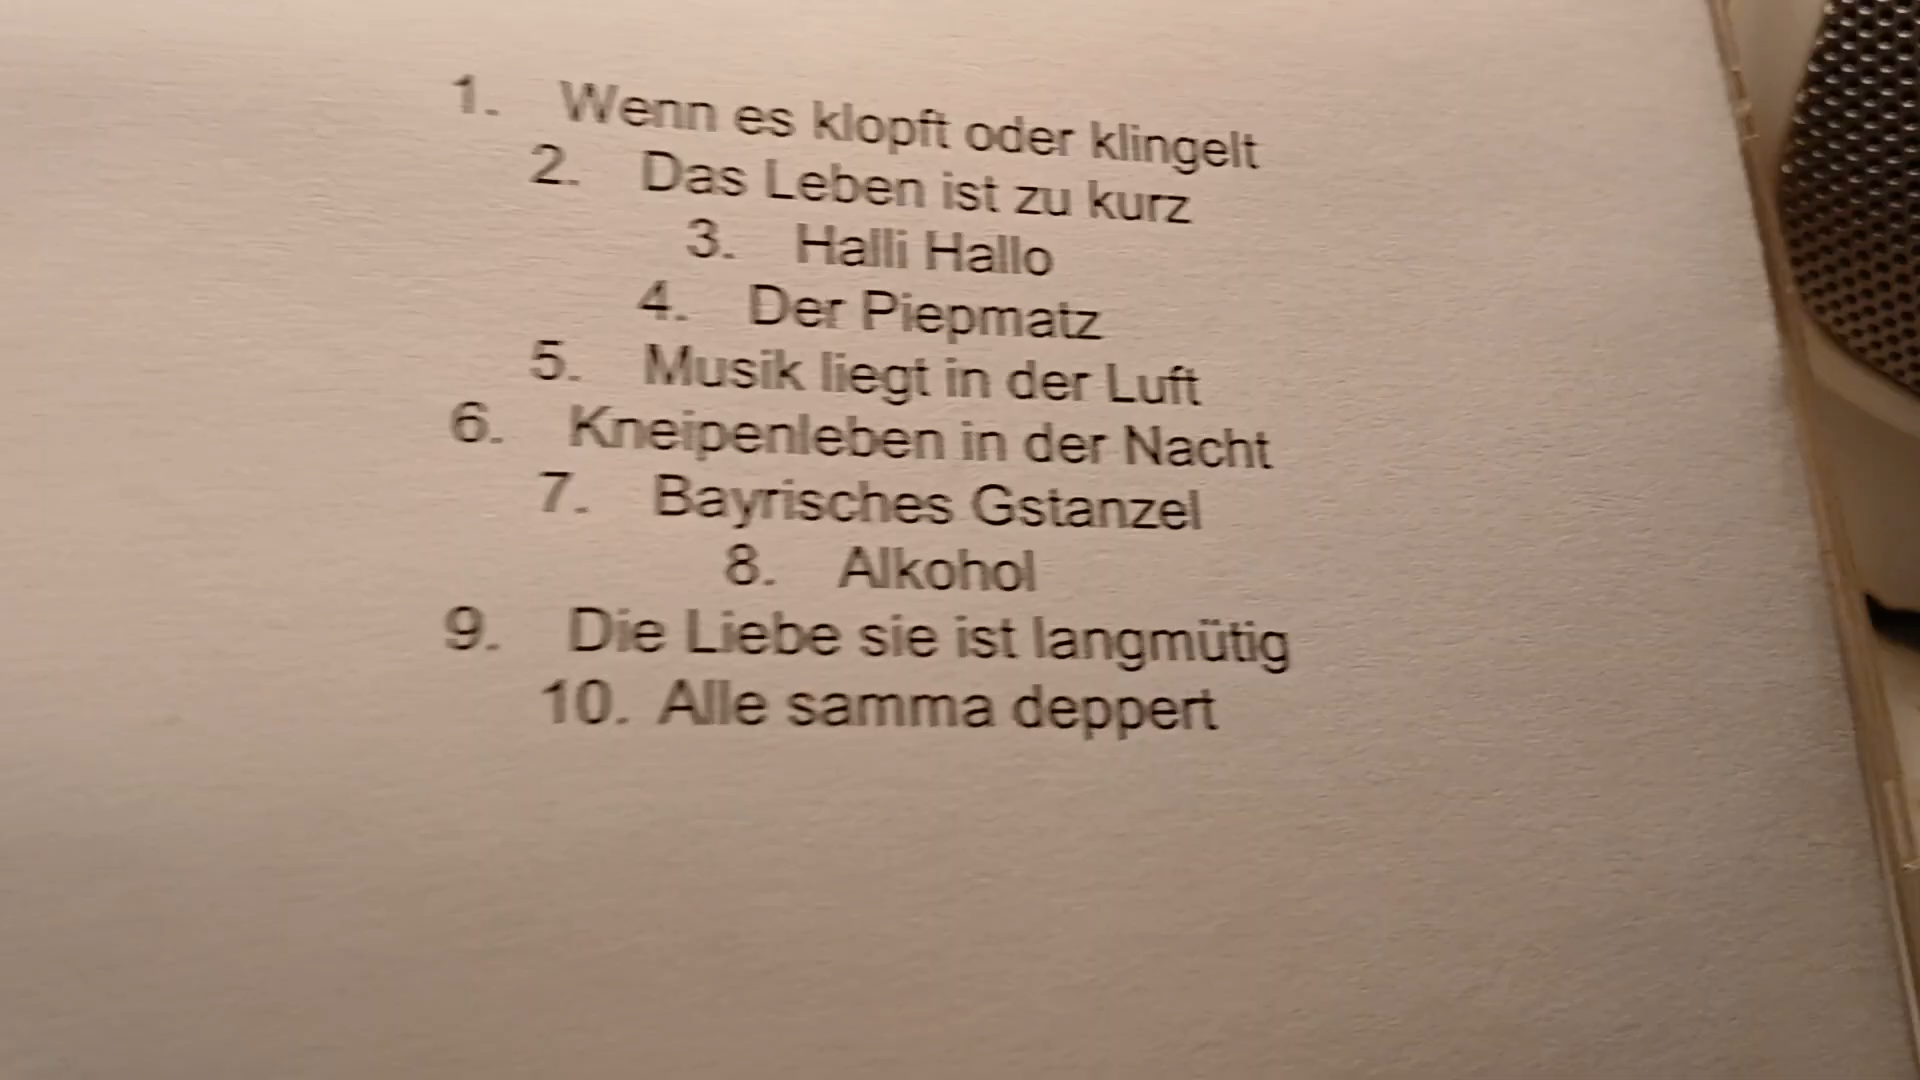 1. Wenn es klopft oder klingelt
2. Das Leben ist zu kurz
3. Halli Hallo
4. Der Piepmatz
5. Musik liegt in der Luft
6. Kneipenleben in der Nacht
7. Bayrisches Gstanzel
8. Alkohol
9. Die Liebe sie ist langmütig
10. Alle samma deppert